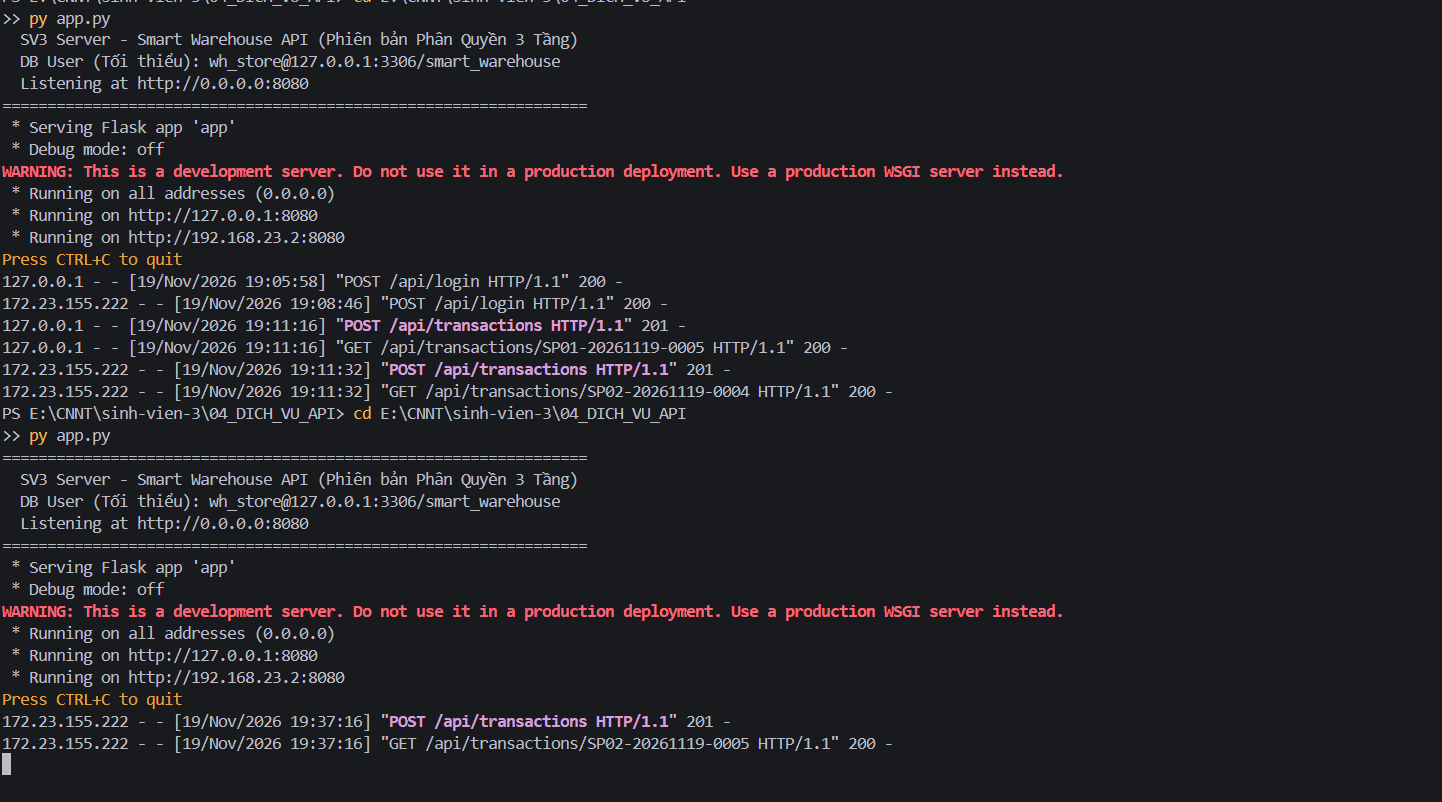 PS E:\CNNT\sinh-vien-3\04_DICH_VU_API> cd E:\CNNT\sinh-vien-3\04_DICH_VU_API
>> py app.py
SV3 Server - Smart Warehouse API (Phiên bản Phân Quyền 3 Tầng)
DB User (Tối thiểu): wh_store@127.0.0.1:3306/smart_warehouse
Listening at http://0.0.0.0:8080
=================================================================
* Serving Flask app 'app'
* Debug mode: off
WARNING: This is a development server. Do not use it in a production deployment. Use a production WSGI server instead.
* Running on all addresses (0.0.0.0)
* Running on http://127.0.0.1:8080
* Running on http://192.168.23.2:8080
Press CTRL+C to quit
127.0.0.1 - - [19/Nov/2026 19:05:58] "POST /api/login HTTP/1.1" 200 -
172.23.155.222 - - [19/Nov/2026 19:08:46] "POST /api/login HTTP/1.1" 200 -
127.0.0.1 - - [19/Nov/2026 19:11:16] "POST /api/transactions HTTP/1.1" 201 -
127.0.0.1 - - [19/Nov/2026 19:11:16] "GET /api/transactions/SP01-20261119-0005 HTTP/1.1" 200 -
172.23.155.222 - - [19/Nov/2026 19:11:32] "POST /api/transactions HTTP/1.1" 201 -
172.23.155.222 - - [19/Nov/2026 19:11:32] "GET /api/transactions/SP02-20261119-0004 HTTP/1.1" 200 -
PS E:\CNNT\sinh-vien-3\04_DICH_VU_API> cd E:\CNNT\sinh-vien-3\04_DICH_VU_API
>> py app.py
=================================================================
SV3 Server - Smart Warehouse API (Phiên bản Phân Quyền 3 Tầng)
DB User (Tối thiểu): wh_store@127.0.0.1:3306/smart_warehouse
Listening at http://0.0.0.0:8080
=================================================================
* Serving Flask app 'app'
* Debug mode: off
WARNING: This is a development server. Do not use it in a production deployment. Use a production WSGI server instead.
* Running on all addresses (0.0.0.0)
* Running on http://127.0.0.1:8080
* Running on http://192.168.23.2:8080
Press CTRL+C to quit
172.23.155.222 - - [19/Nov/2026 19:37:16] "POST /api/transactions HTTP/1.1" 201 -
172.23.155.222 - - [19/Nov/2026 19:37:16] "GET /api/transactions/SP02-20261119-0005 HTTP/1.1" 200 -